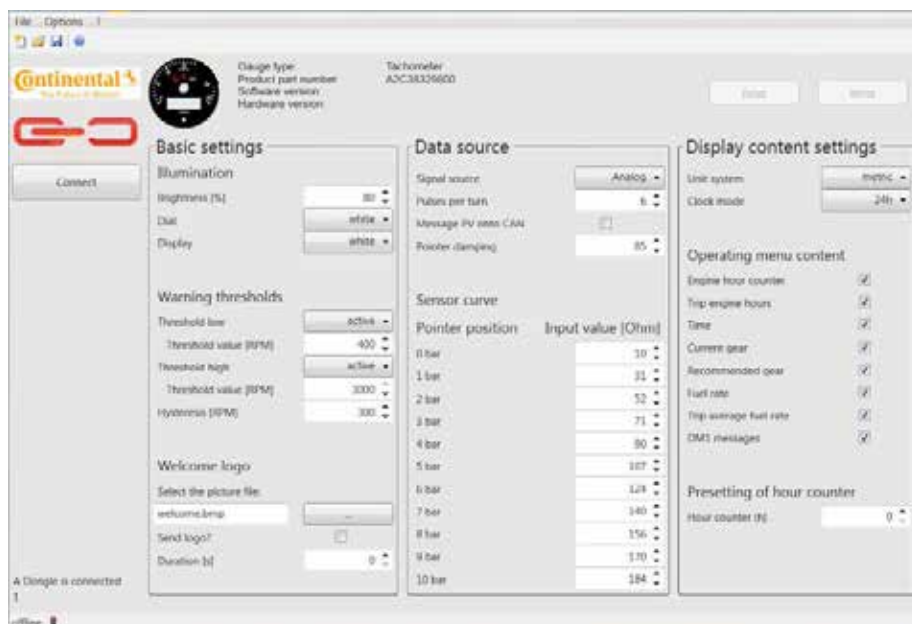 File Options ?
Continental
The Future in Motion
Gauge type Tachometer
Product part number A2C38329800
Software version
Hardware version
Connect
A Dongle is connected
1
offline
Basic settings
Illumination
Brightness [%] 80
Dial white
Display white
Warning thresholds
Threshold low active
Threshold value [RPM] 400
Threshold high active
Threshold value [RPM] 3000
Hysteresis [RPM] 300
Welcome logo
Select the picture file:
welcome.bmp ...
Send logo?
Duration [s] 0
Data source
Signal source Analog
Pulses per turn 6
Message PV onto CAN
Pointer damping 85
Sensor curve
Pointer position Input value [Ohm]
0 bar 10
1 bar 31
2 bar 52
3 bar 71
4 bar 90
5 bar 107
6 bar 124
7 bar 140
8 bar 156
9 bar 170
10 bar 184
Display content settings
Unit system metric
Clock mode 24h
Operating menu content
Engine hour counter
Trip engine hours
Time
Current gear
Recommended gear
Fuel rate
Trip average fuel rate
DM1 messages
Presetting of hour counter
Hour counter [h] 0